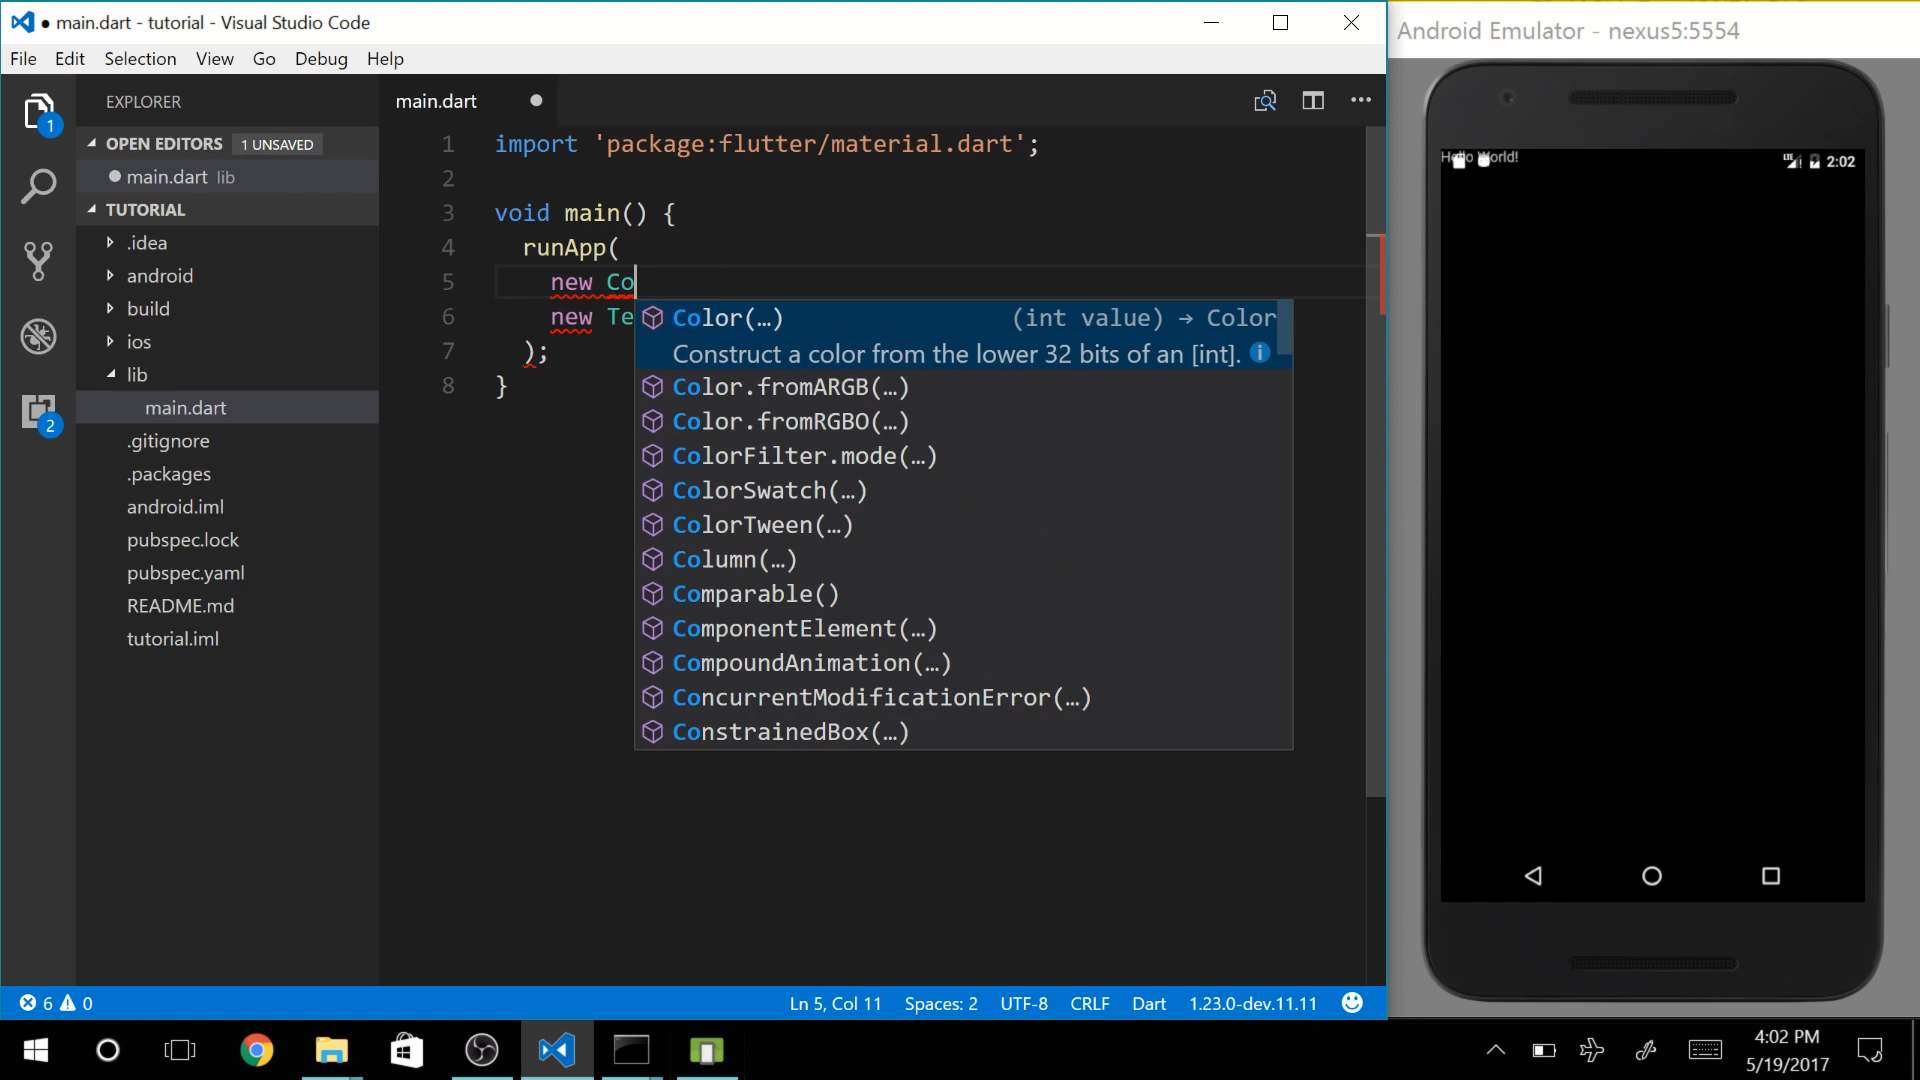 main.dart - tutorial - Visual Studio Code
File Edit Selection View Go Debug Help
EXPLORER
OPEN EDITORS 1 UNSAVED
main.dart lib
TUTORIAL
.idea
android
build
ios
lib
main.dart
.gitignore
.packages
android.iml
pubspec.lock
pubspec.yaml
README.md
tutorial.iml
1
2
main.dart
1 import 'package:flutter/material.dart';
2
3 void main() {
4 runApp(
5 new Co
6 new Te
7 );
8 }
Color(…) (int value) → Color
Construct a color from the lower 32 bits of an [int].
Color.fromARGB(…)
Color.fromRGBO(…)
ColorFilter.mode(…)
ColorSwatch(…)
ColorTween(…)
Column(…)
Comparable()
ComponentElement(…)
CompoundAnimation(…)
ConcurrentModificationError(…)
ConstrainedBox(…)
6 0 Ln 5, Col 11 Spaces: 2 UTF-8 CRLF Dart 1.23.0-dev.11.11
Android Emulator - nexus5:5554
Hello World! LTE 2:02
4:02 PM
5/19/2017